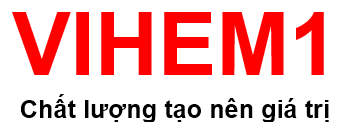 VIHEM1
Chất lượng tạo nên giá trị